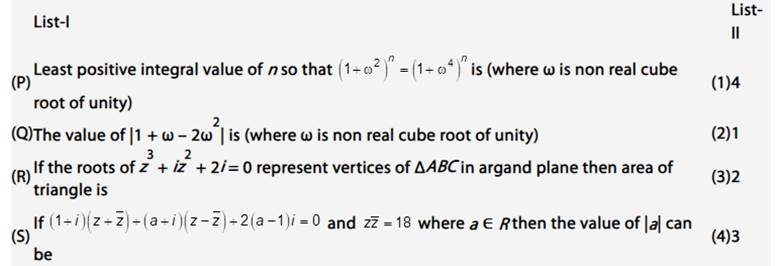 List-I List-
II
(P) Least positive integral value of n so that (1+ω²)ⁿ = (1+ω⁴)ⁿ is (where ω is non real cube (1)4
root of unity)
(Q)The value of |1 + ω – 2ω²| is (where ω is non real cube root of unity) (2)1
(R) If the roots of z³ + iz² + 2i = 0 represent vertices of ΔABC in argand plane then area of (3)2
triangle is
(S) If (1+i)(z+z̅)+(a+i)(z−z̅)+2(a−1)i = 0 and zz̅ = 18 where a ∈ R then the value of |a| can (4)3
be